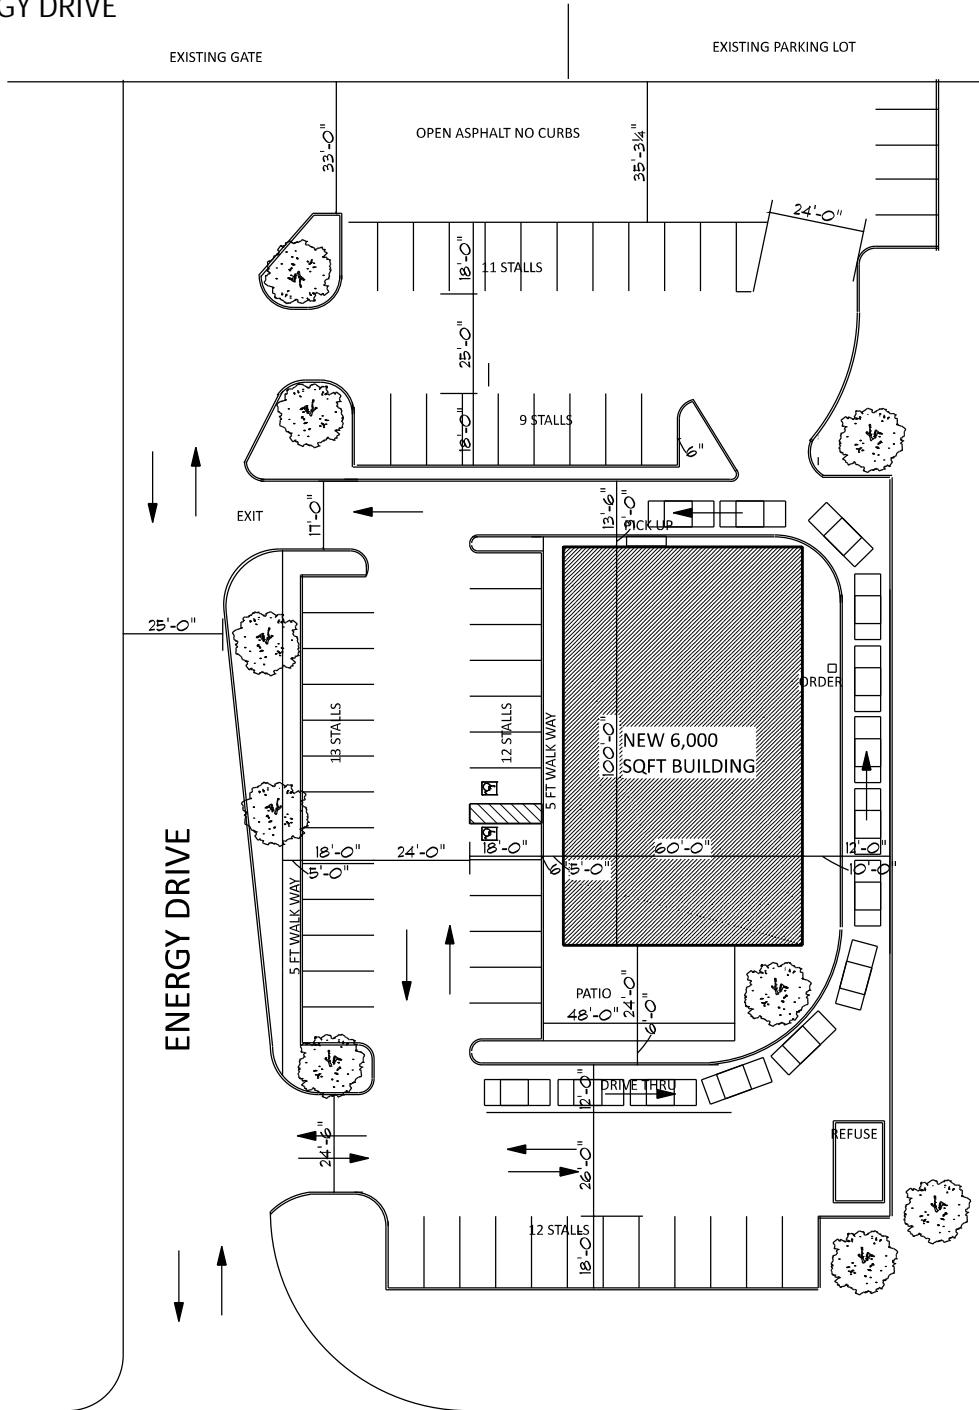 GY DRIVE
EXISTING GATE
EXISTING PARKING LOT
OPEN ASPHALT NO CURBS
33'-0"
35'-3¼"
24'-0"
18'-0"
11 STALLS
25'-0"
18'-0"
9 STALLS
6"
EXIT
17'-0"
13'-6"
PICK UP
25'-0"
ORDER
13 STALLS
12 STALLS
5 FT WALK WAY
100'-0"
NEW 6,000
SQFT BUILDING
18'-0"
24'-0"
18'-0"
60'-0"
12'-0"
5'-0"
6"
5'-0"
10'-0"
ENERGY DRIVE
5 FT WALK WAY
PATIO
48'-0"
24'-0"
6'-0"
DRIVE THRU
12'-0"
24'-6"
26'-0"
REFUSE
12 STALLS
18'-0"